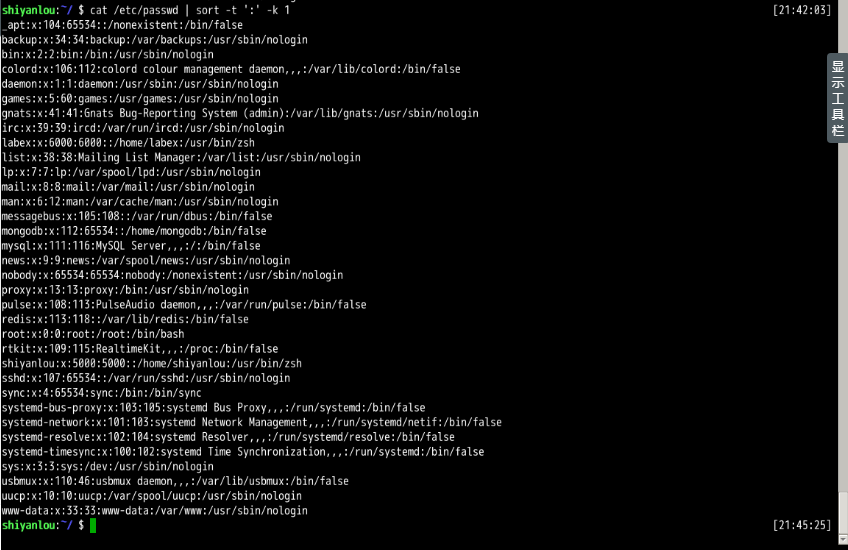 shiyanlou:~/ $ cat /etc/passwd | sort -t ':' -k 1 [21:42:03]
_apt:x:104:65534::/nonexistent:/bin/false
backup:x:34:34:backup:/var/backups:/usr/sbin/nologin
bin:x:2:2:bin:/bin:/usr/sbin/nologin
colord:x:106:112:colord colour management daemon,,,:/var/lib/colord:/bin/false
daemon:x:1:1:daemon:/usr/sbin:/usr/sbin/nologin
games:x:5:60:games:/usr/games:/usr/sbin/nologin
gnats:x:41:41:Gnats Bug-Reporting System (admin):/var/lib/gnats:/usr/sbin/nologin
irc:x:39:39:ircd:/var/run/ircd:/usr/sbin/nologin
labex:x:6000:6000::/home/labex:/usr/bin/zsh
list:x:38:38:Mailing List Manager:/var/list:/usr/sbin/nologin
lp:x:7:7:lp:/var/spool/lpd:/usr/sbin/nologin
mail:x:8:8:mail:/var/mail:/usr/sbin/nologin
man:x:6:12:man:/var/cache/man:/usr/sbin/nologin
messagebus:x:105:108::/var/run/dbus:/bin/false
mongodb:x:112:65534::/home/mongodb:/bin/false
mysql:x:111:116:MySQL Server,,,:/:/bin/false
news:x:9:9:news:/var/spool/news:/usr/sbin/nologin
nobody:x:65534:65534:nobody:/nonexistent:/usr/sbin/nologin
proxy:x:13:13:proxy:/bin:/usr/sbin/nologin
pulse:x:108:113:PulseAudio daemon,,,:/var/run/pulse:/bin/false
redis:x:113:118::/var/lib/redis:/bin/false
root:x:0:0:root:/root:/bin/bash
rtkit:x:109:115:RealtimeKit,,,:/proc:/bin/false
shiyanlou:x:5000:5000::/home/shiyanlou:/usr/bin/zsh
sshd:x:107:65534::/var/run/sshd:/usr/sbin/nologin
sync:x:4:65534:sync:/bin:/bin/sync
systemd-bus-proxy:x:103:105:systemd Bus Proxy,,,:/run/systemd:/bin/false
systemd-network:x:101:103:systemd Network Management,,,:/run/systemd/netif:/bin/false
systemd-resolve:x:102:104:systemd Resolver,,,:/run/systemd/resolve:/bin/false
systemd-timesync:x:100:102:systemd Time Synchronization,,,:/run/systemd:/bin/false
sys:x:3:3:sys:/dev:/usr/sbin/nologin
usbmux:x:110:46:usbmux daemon,,,:/var/lib/usbmux:/bin/false
uucp:x:10:10:uucp:/var/spool/uucp:/usr/sbin/nologin
www-data:x:33:33:www-data:/var/www:/usr/sbin/nologin
shiyanlou:~/ $ [21:45:25]
显示工具栏